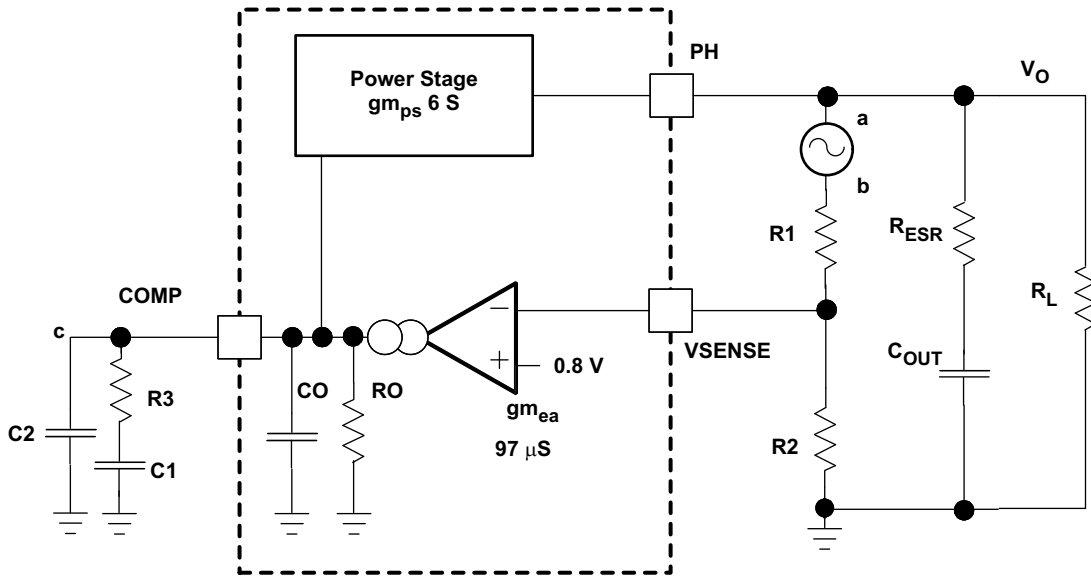 Power Stage
gm_ps 6 S
PH
V_O
a
b
R1
R_ESR
R_L
COMP
c
VSENSE
0.8 V
C_OUT
R3
CO
RO
gm_ea
97 μS
C2
C1
R2